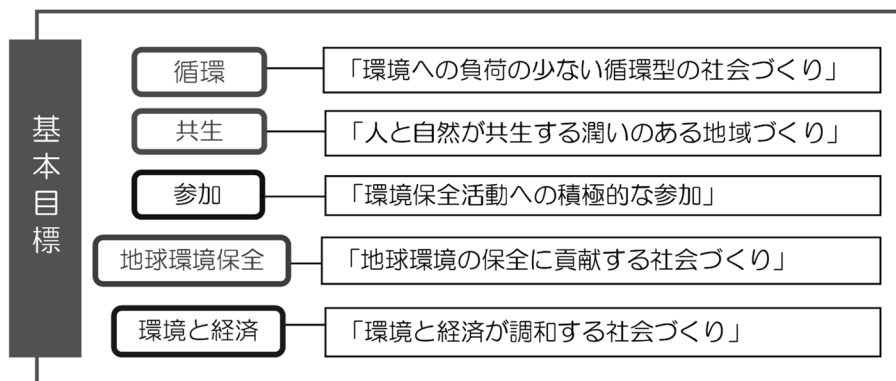 基本目標
循環
「環境への負荷の少ない循環型の社会づくり」
共生
「人と自然が共生する潤いのある地域づくり」
参加
「環境保全活動への積極的な参加」
地球環境保全
「地球環境の保全に貢献する社会づくり」
環境と経済
「環境と経済が調和する社会づくり」